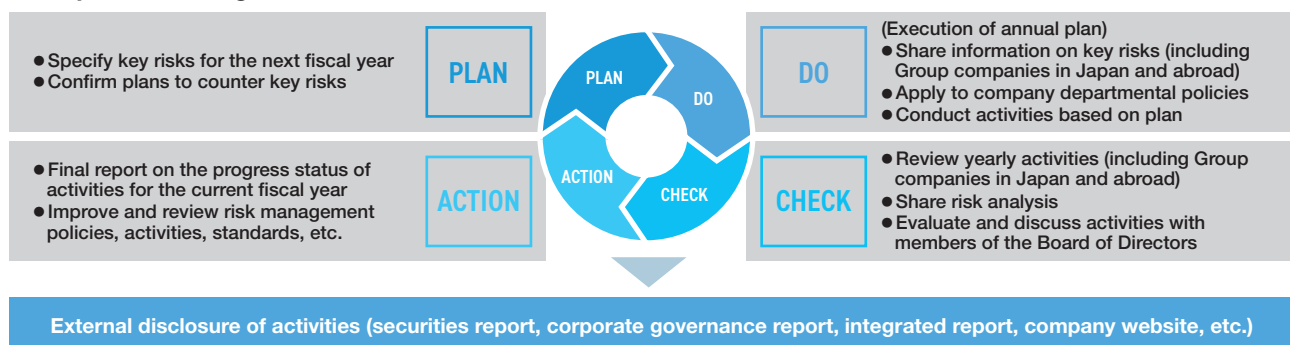 ● Specify key risks for the next fiscal year
● Confirm plans to counter key risks
PLAN
PLAN
DO
ACTION
CHECK
DO
(Execution of annual plan)
● Share information on key risks (including
Group companies in Japan and abroad)
● Apply to company departmental policies
● Conduct activities based on plan
● Final report on the progress status of
activities for the current fiscal year
● Improve and review risk management
policies, activities, standards, etc.
ACTION
CHECK
● Review yearly activities (including Group
companies in Japan and abroad)
● Share risk analysis
● Evaluate and discuss activities with
members of the Board of Directors
External disclosure of activities (securities report, corporate governance report, integrated report, company website, etc.)